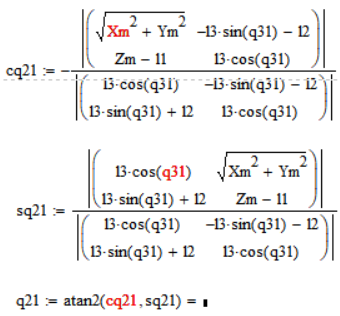 cq21 := - |( √(Xm² + Ym²) -13·sin(q31) - 12
Zm - 11 13·cos(q31) )|
|( 13·cos(q31) -13·sin(q31) - 12
13·sin(q31) + 12 13·cos(q31) )|
sq21 := |( 13·cos(q31) √(Xm² + Ym²)
13·sin(q31) + 12 Zm - 11 )|
|( 13·cos(q31) -13·sin(q31) - 12
13·sin(q31) + 12 13·cos(q31) )|
q21 := atan2(cq21, sq21) = ▪